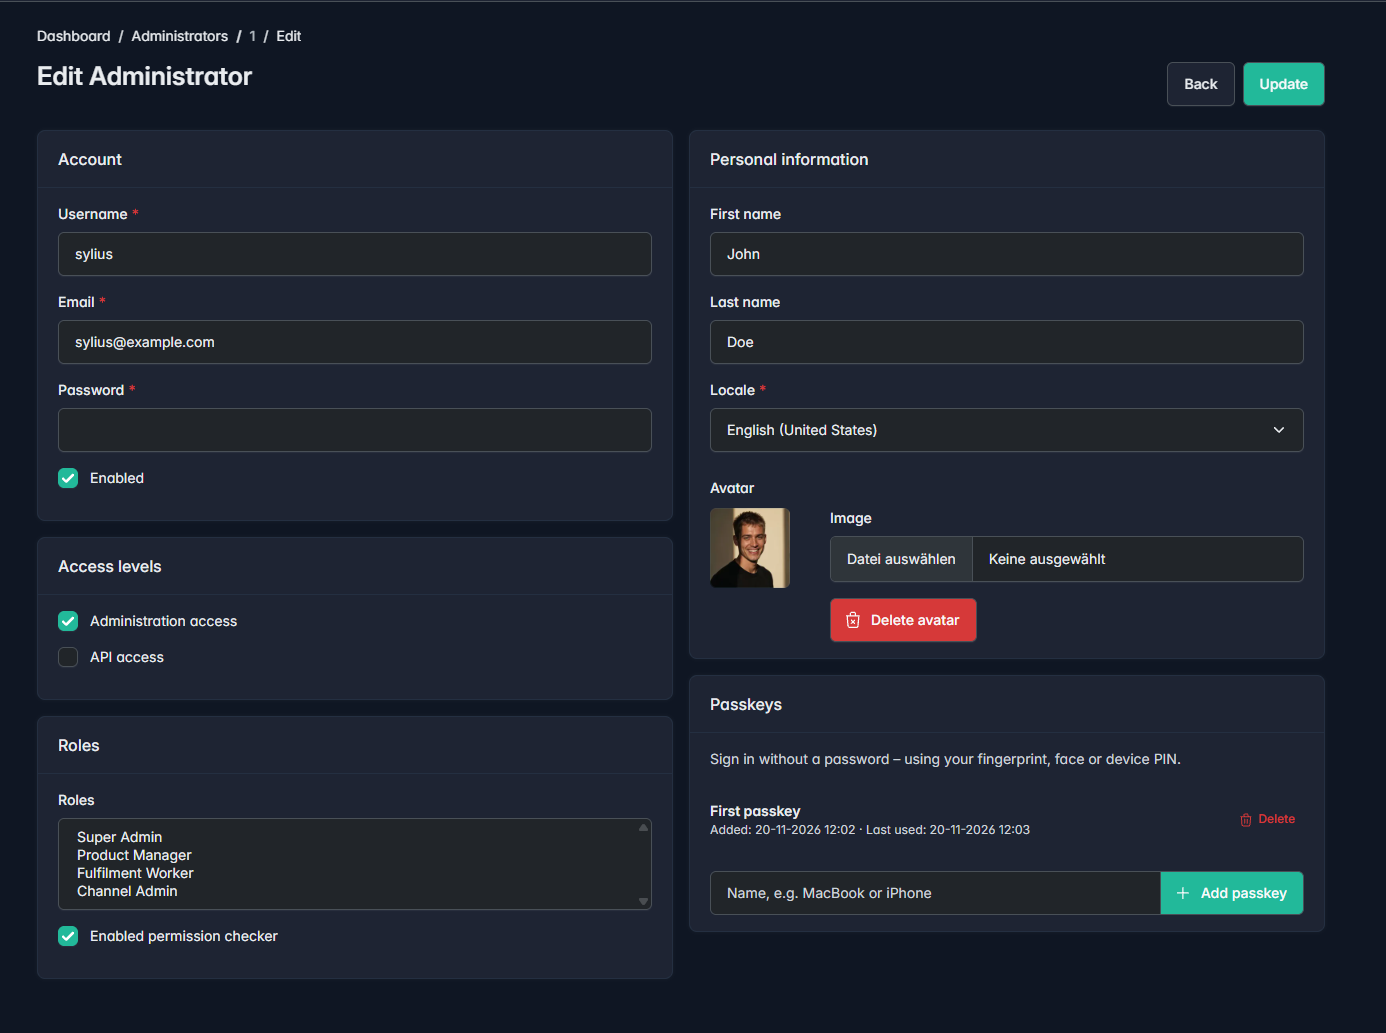 Dashboard / Administrators / 1 / Edit
Edit Administrator
Back
Update
Account
Username *
sylius
Email *
sylius@example.com
Password *
Enabled
Access levels
Administration access
API access
Roles
Roles
Super Admin
Product Manager
Fulfilment Worker
Channel Admin
Enabled permission checker
Personal information
First name
John
Last name
Doe
Locale *
English (United States)
Avatar
Image
Datei auswählen Keine ausgewählt
Delete avatar
Passkeys
Sign in without a password – using your fingerprint, face or device PIN.
First passkey
Added: 20-11-2026 12:02 · Last used: 20-11-2026 12:03
Delete
Name, e.g. MacBook or iPhone
+ Add passkey